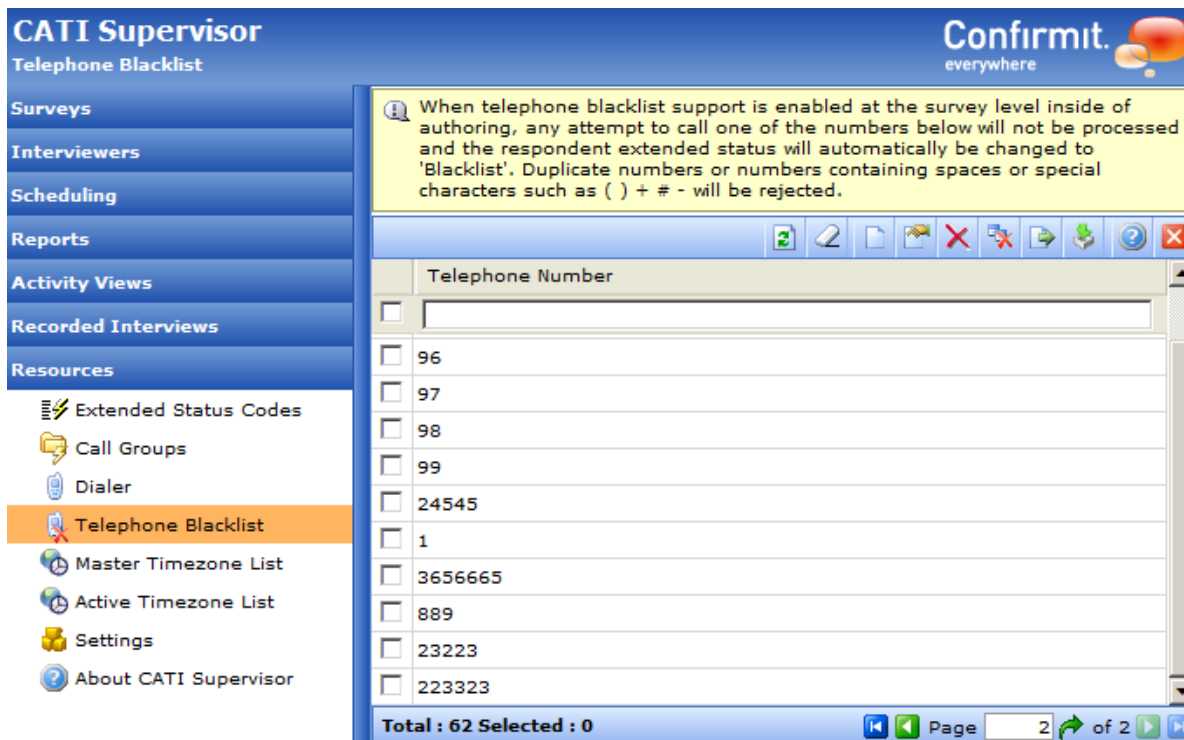 CATI Supervisor
Telephone Blacklist
Confirmit.
everywhere
Surveys
Interviewers
Scheduling
Reports
Activity Views
Recorded Interviews
Resources
Extended Status Codes
Call Groups
Dialer
Telephone Blacklist
Master Timezone List
Active Timezone List
Settings
About CATI Supervisor
When telephone blacklist support is enabled at the survey level inside of
authoring, any attempt to call one of the numbers below will not be processed
and the respondent extended status will automatically be changed to
'Blacklist'. Duplicate numbers or numbers containing spaces or special
characters such as ( ) + # - will be rejected.
Telephone Number
96
97
98
99
24545
1
3656665
889
23223
223323
Total : 62 Selected : 0
Page 2 of 2